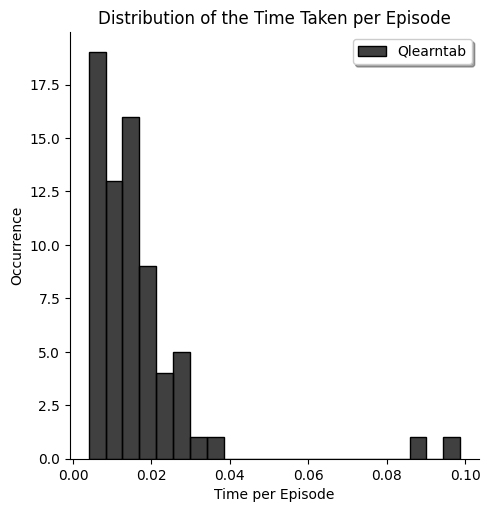 Distribution of the Time Taken per Episode
Qlearntab
17.5
15.0
12.5
10.0
7.5
5.0
2.5
0.0
Occurrence
0.00 0.02 0.04 0.06 0.08 0.10
Time per Episode